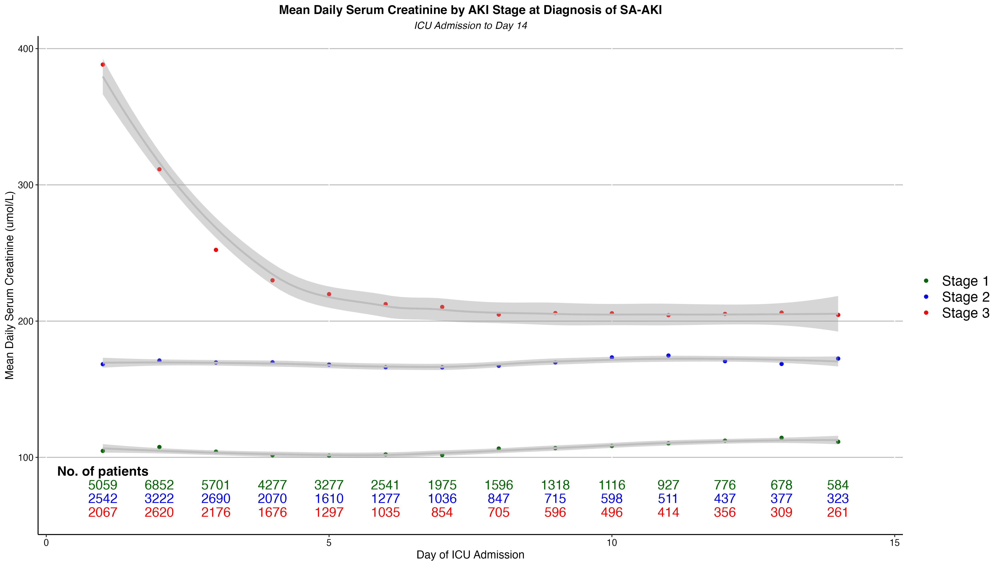 Mean Daily Serum Creatinine by AKI Stage at Diagnosis of SA-AKI
ICU Admission to Day 14
Mean Daily Serum Creatinine (umol/L)
400
300
200
100
Stage 1
Stage 2
Stage 3
No. of patients
5059 6852 5701 4277 3277 2541 1975 1596 1318 1116 927 776 678 584
2542 3222 2690 2070 1610 1277 1036 847 715 598 511 437 377 323
2067 2620 2176 1676 1297 1035 854 705 596 496 414 356 309 261
0 5 10 15
Day of ICU Admission